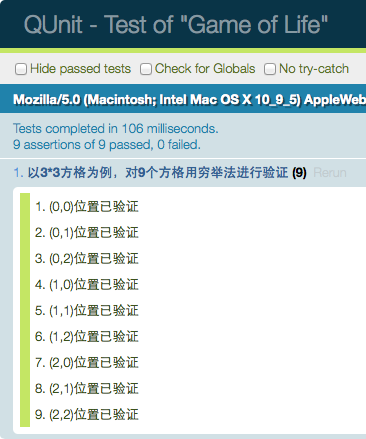 QUnit - Test of "Game of Life"
Hide passed tests Check for Globals No try-catch
Mozilla/5.0 (Macintosh; Intel Mac OS X 10_9_5) AppleWeb
Tests completed in 106 milliseconds.
9 assertions of 9 passed, 0 failed.
1. 以3*3方格为例，对9个方格用穷举法进行验证 (9) Rerun
1. (0,0)位置已验证
2. (0,1)位置已验证
3. (0,2)位置已验证
4. (1,0)位置已验证
5. (1,1)位置已验证
6. (1,2)位置已验证
7. (2,0)位置已验证
8. (2,1)位置已验证
9. (2,2)位置已验证